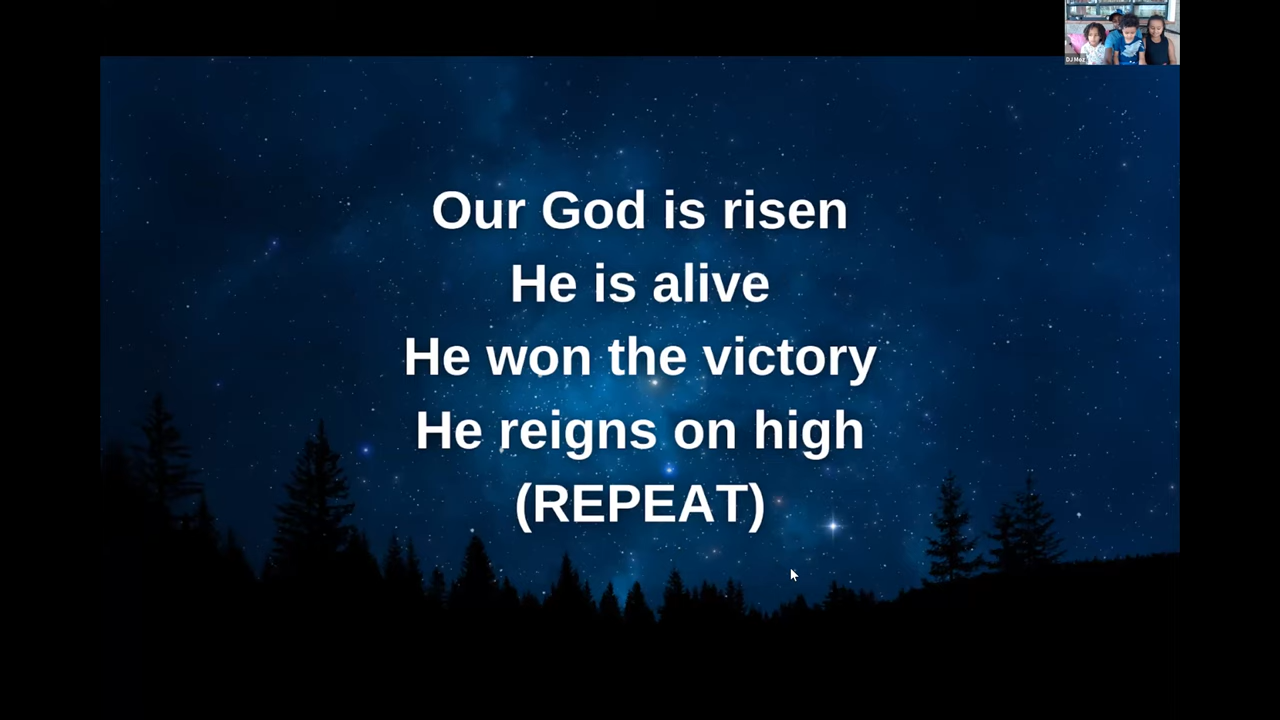 Our God is risen
He is alive
He won the victory
He reigns on high
(REPEAT)